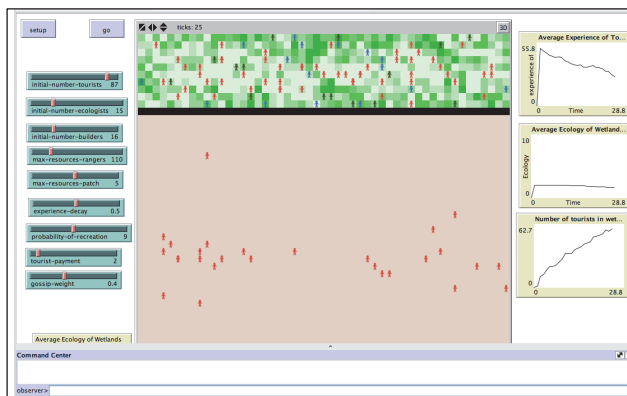 setup
go
ticks: 25
3D
initial-number-tourists 87
initial-number-ecologists 15
initial-number-builders 16
max-resources-rangers 110
max-resources-patch 5
experience-decay 0.5
probability-of-recreation 9
tourist-payment 2
gossip-weight 0.4
Average Ecology of Wetlands
Average Experience of To...
55.8
experience of
0
0
Time
28.8
Average Ecology of Wetland...
10
Ecology
0
0
Time
28.8
Number of tourists in wet...
62.7
0
0
28.8
Command Center
observer>